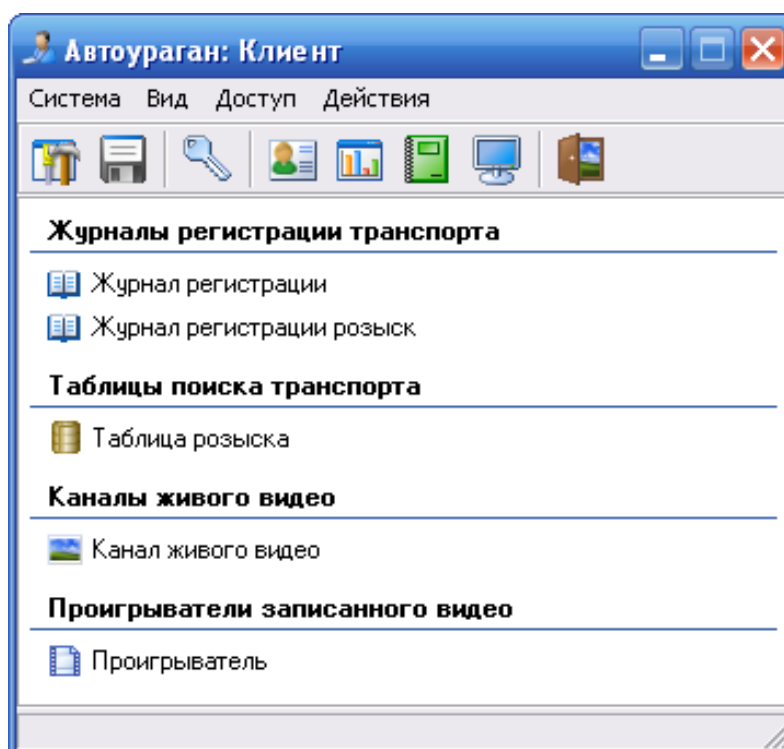 Автоураган: Клиент
Система Вид Доступ Действия
Журналы регистрации транспорта
Журнал регистрации
Журнал регистрации розыск
Таблицы поиска транспорта
Таблица розыска
Каналы живого видео
Канал живого видео
Проигрыватели записанного видео
Проигрыватель